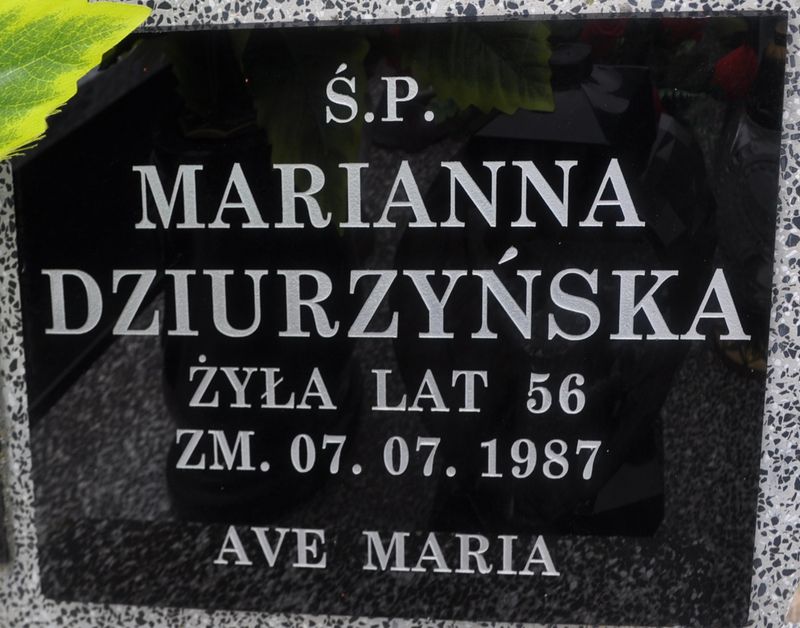 Ś.P.
MARIANNA
DZIURZYŃSKA
ŻYŁA LAT 56
ZM. 07. 07. 1987
AVE MARIA